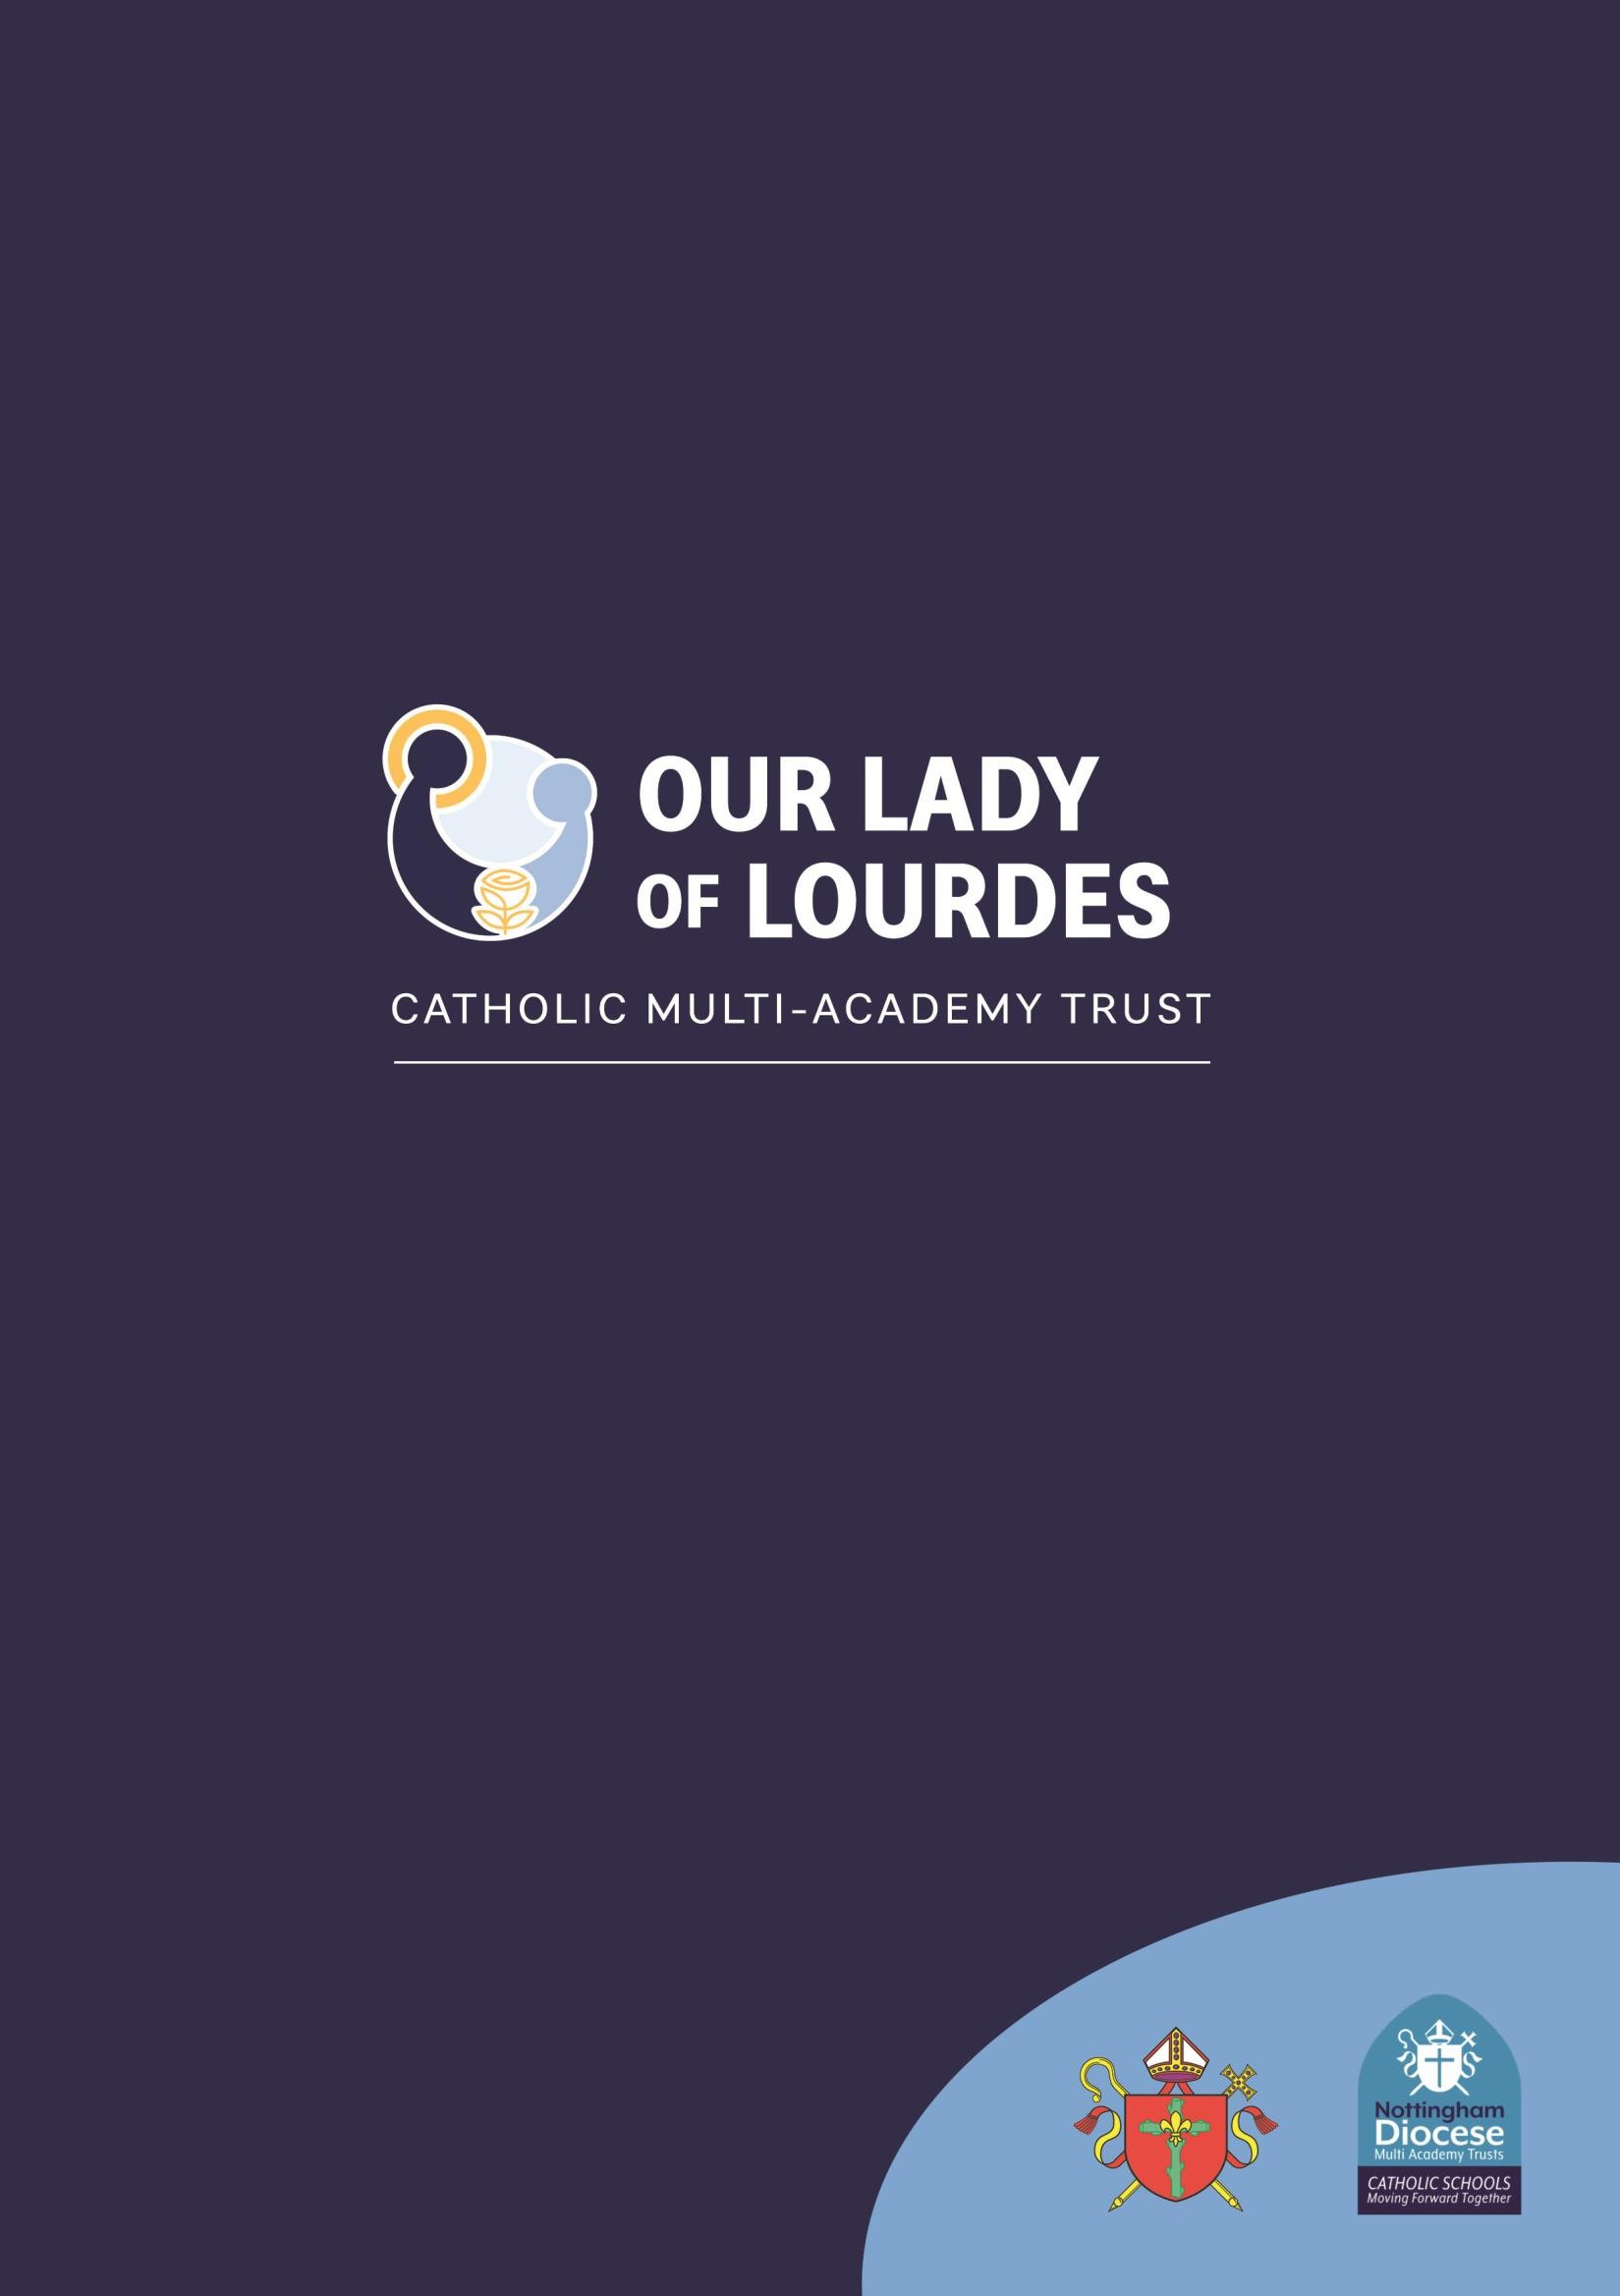 OUR LADY
OF LOURDES
CATHOLIC MULTI-ACADEMY TRUST
Nottingham
Diocese
Multi Academy Trusts
CATHOLIC SCHOOLS
Moving Forward Together